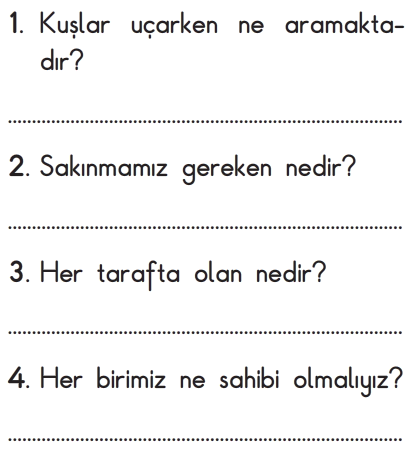 1. Kuşlar uçarken ne aramakta-
dır?
........................................................................
2. Sakınmamız gereken nedir?
........................................................................
3. Her tarafta olan nedir?
........................................................................
4. Her birimiz ne sahibi olmalıyız?
........................................................................